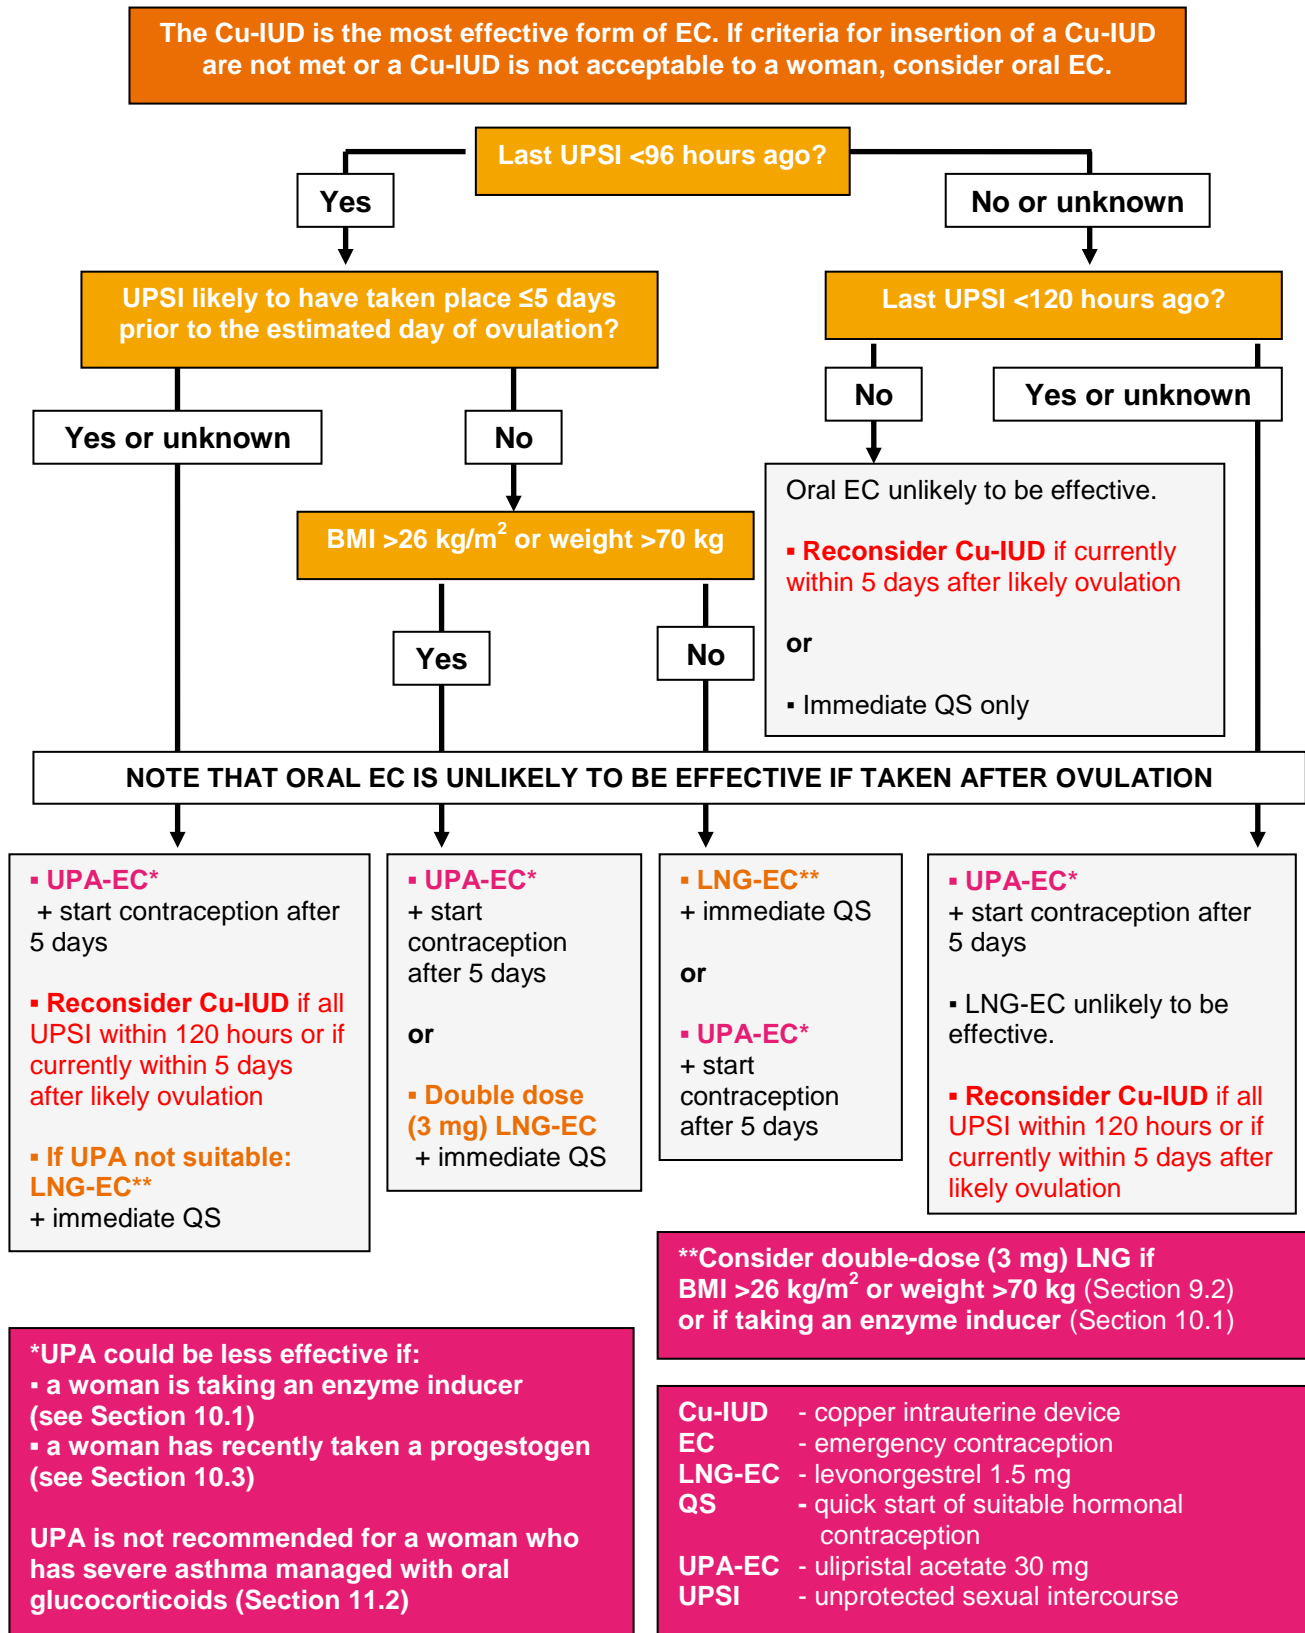 The Cu-IUD is the most effective form of EC. If criteria for insertion of a Cu-IUD
are not met or a Cu-IUD is not acceptable to a woman, consider oral EC.
Last UPSI <96 hours ago?
Yes
No or unknown
UPSI likely to have taken place ≤5 days
prior to the estimated day of ovulation?
Last UPSI <120 hours ago?
Yes or unknown
No
No
Yes or unknown
BMI >26 kg/m² or weight >70 kg
Oral EC unlikely to be effective.
▪ Reconsider Cu-IUD if currently
within 5 days after likely ovulation
or
▪ Immediate QS only
Yes
No
NOTE THAT ORAL EC IS UNLIKELY TO BE EFFECTIVE IF TAKEN AFTER OVULATION
▪ UPA-EC*
+ start contraception after
5 days
▪ Reconsider Cu-IUD if all
UPSI within 120 hours or if
currently within 5 days
after likely ovulation
▪ If UPA not suitable:
LNG-EC**
+ immediate QS
▪ UPA-EC*
+ start
contraception
after 5 days
or
▪ Double dose
(3 mg) LNG-EC
+ immediate QS
▪ LNG-EC**
+ immediate QS
or
▪ UPA-EC*
+ start
contraception
after 5 days
▪ UPA-EC*
+ start contraception after
5 days
▪ LNG-EC unlikely to be
effective.
▪ Reconsider Cu-IUD if all
UPSI within 120 hours or if
currently within 5 days after
likely ovulation
**Consider double-dose (3 mg) LNG if
BMI >26 kg/m² or weight >70 kg (Section 9.2)
or if taking an enzyme inducer (Section 10.1)
*UPA could be less effective if:
▪ a woman is taking an enzyme inducer
(see Section 10.1)
▪ a woman has recently taken a progestogen
(see Section 10.3)
UPA is not recommended for a woman who
has severe asthma managed with oral
glucocorticoids (Section 11.2)
Cu-IUD - copper intrauterine device
EC - emergency contraception
LNG-EC - levonorgestrel 1.5 mg
QS - quick start of suitable hormonal
contraception
UPA-EC - ulipristal acetate 30 mg
UPSI - unprotected sexual intercourse